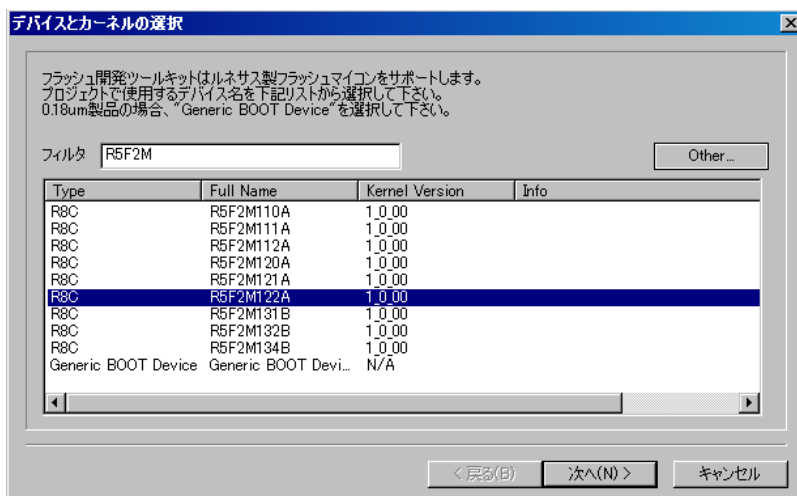 デバイスとカーネルの選択
フラッシュ開発ツールキットはルネサス製フラッシュマイコンをサポートします。
プロジェクトで使用するデバイス名を下記リストから選択して下さい。
0.18um製品の場合、"Generic BOOT Device"を選択して下さい。
フィルタ R5F2M Other...
Type Full Name Kernel Version Info
R8C R5F2M110A 1_0_00
R8C R5F2M111A 1_0_00
R8C R5F2M112A 1_0_00
R8C R5F2M120A 1_0_00
R8C R5F2M121A 1_0_00
R8C R5F2M122A 1_0_00
R8C R5F2M131B 1_0_00
R8C R5F2M132B 1_0_00
R8C R5F2M134B 1_0_00
Generic BOOT Device Generic BOOT Devi... N/A
< 戻る(B) 次へ(N) > キャンセル